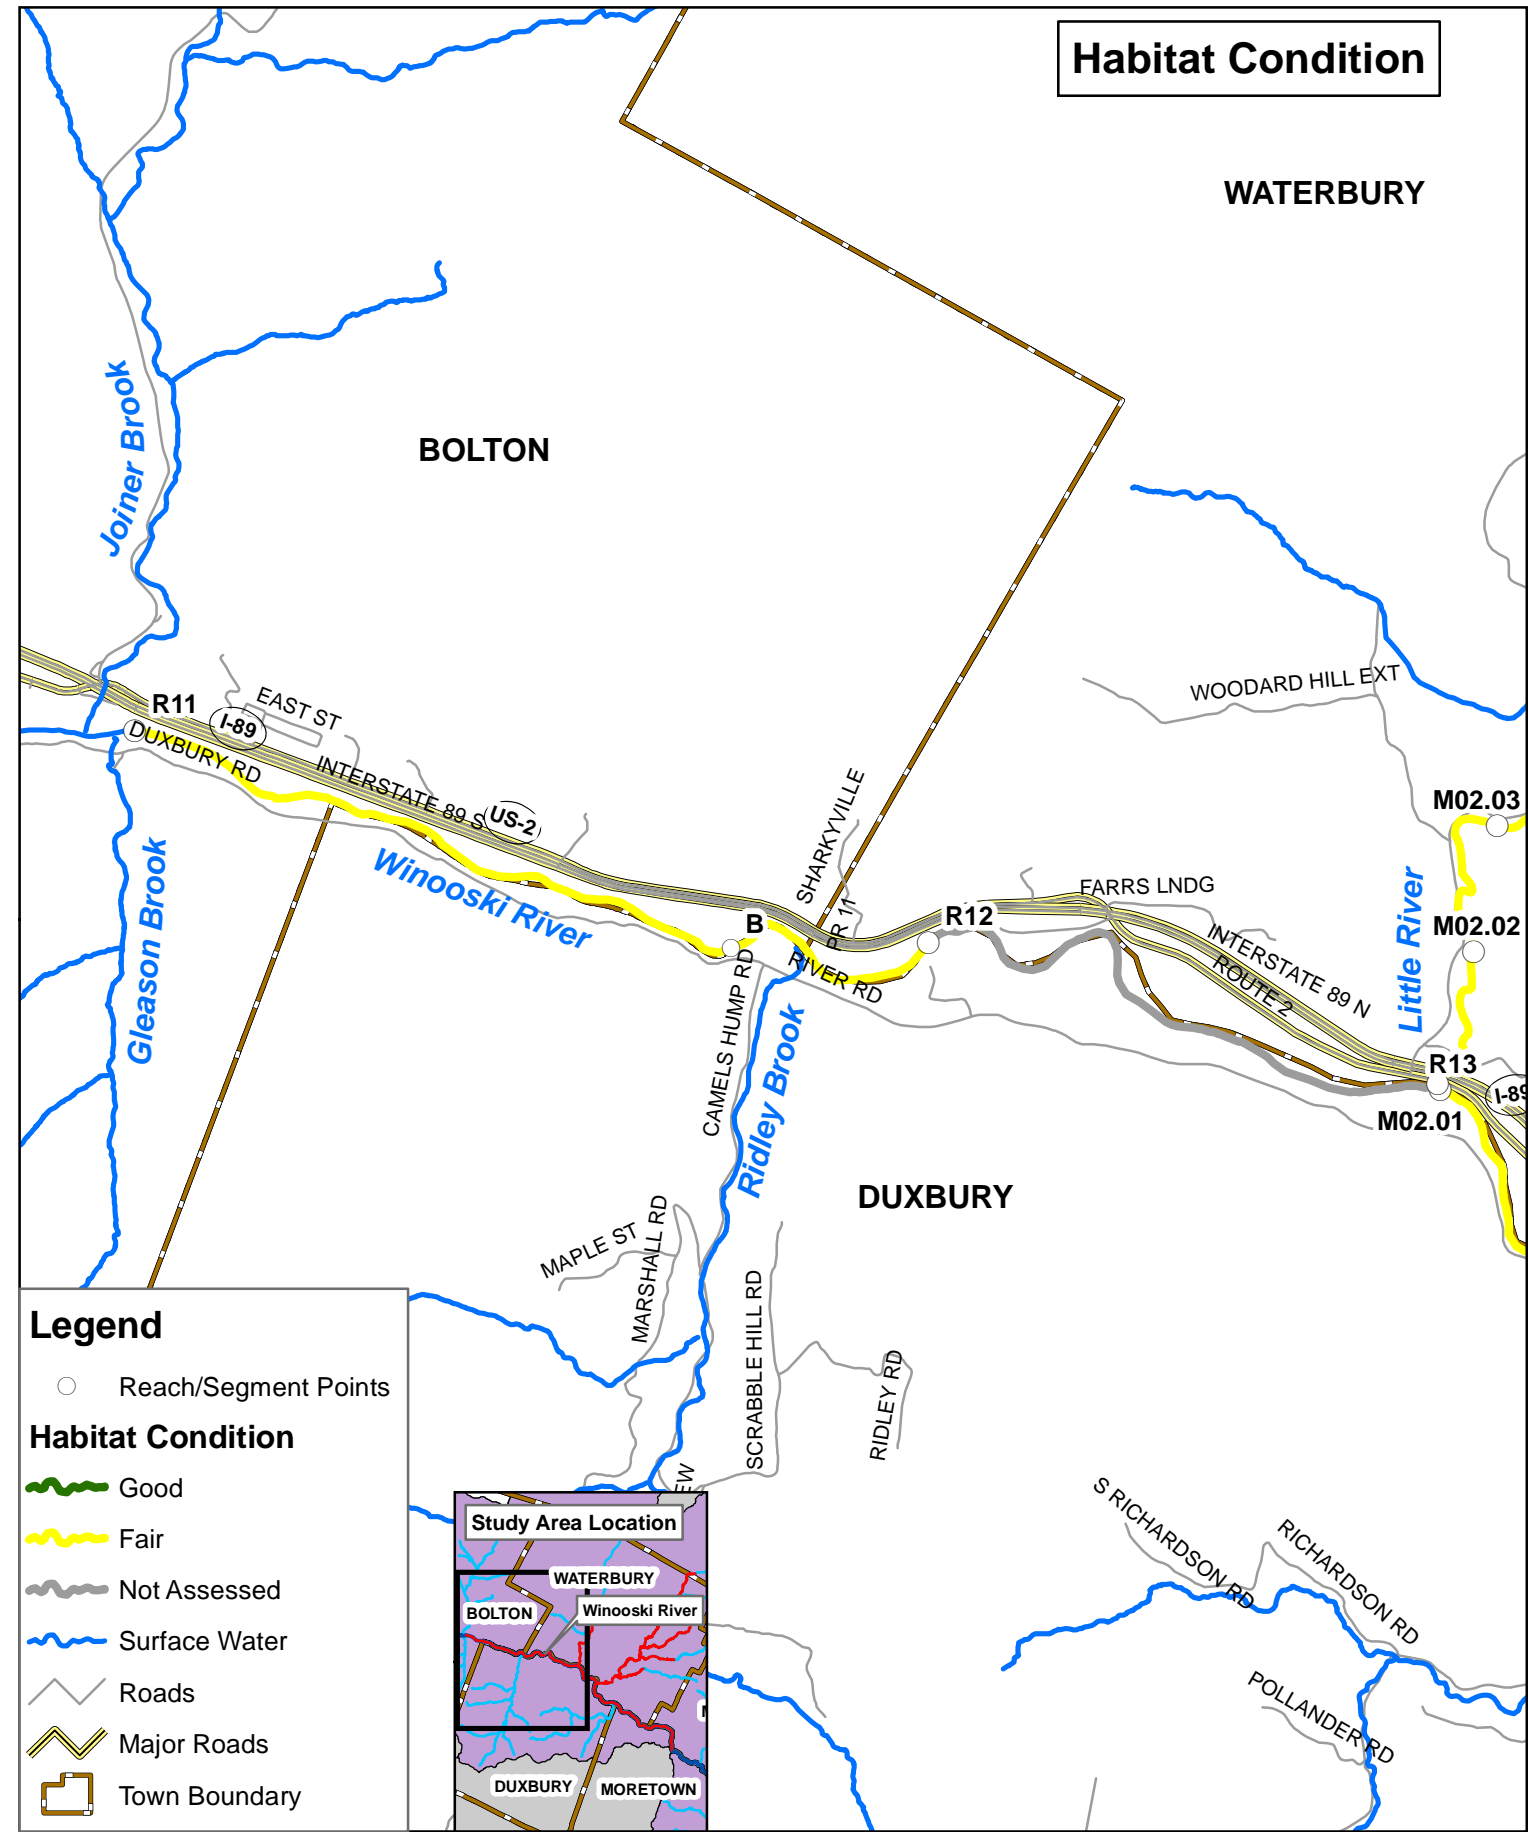 Habitat Condition
WATERBURY
BOLTON
Joiner Brook
WOODARD HILL EXT
R11
EAST ST
I-89
DUXBURY RD
INTERSTATE 89 S
US-2
SHARKYVILLE
M02.03
Winooski River
Gleason Brook
FARRS LNDG
B
PR 11
R12
M02.02
INTERSTATE 89 N
ROUTE 2
Little River
RIVER RD
CAMELS HUMP RD
Ridley Brook
R13
I-89
M02.01
DUXBURY
MAPLE ST
MARSHALL RD
SCRABBLE HILL RD
RIDLEY RD
EW
S RICHARDSON RD
RICHARDSON RD
POLLANDER RD
Legend
Reach/Segment Points
Habitat Condition
Good
Fair
Not Assessed
Surface Water
Roads
Major Roads
Town Boundary
Study Area Location
WATERBURY
BOLTON
Winooski River
DUXBURY
MORETOWN